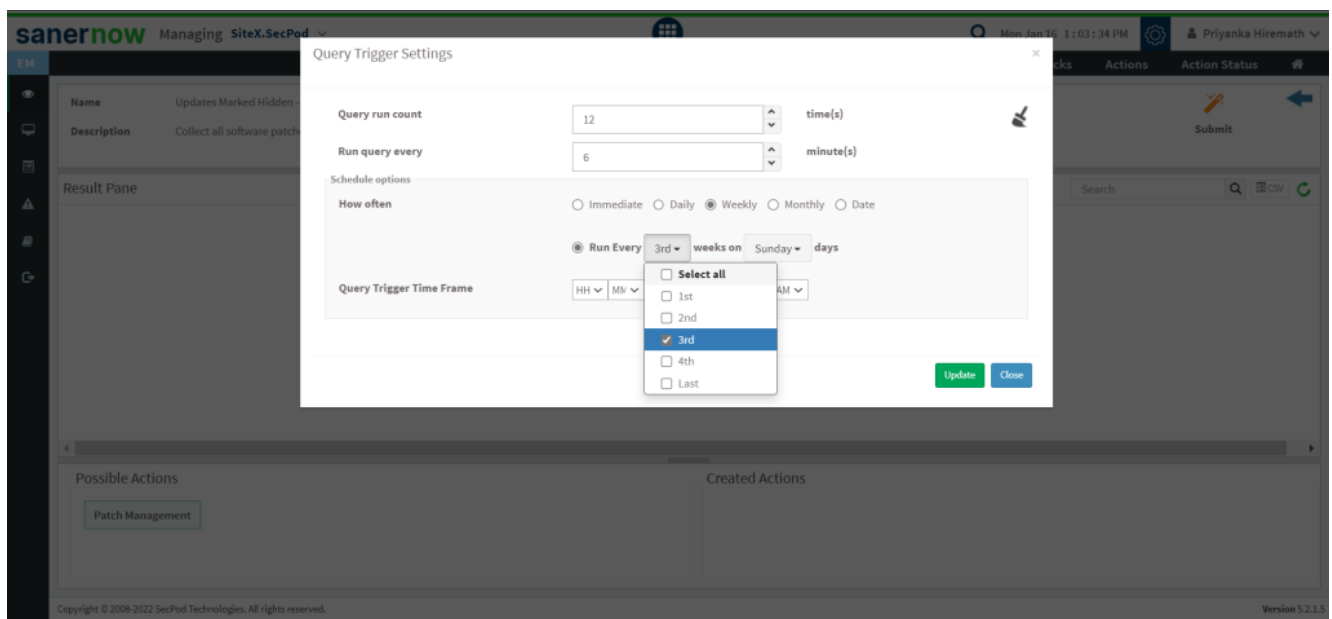 sanernow Managing SiteX.SecPod
Mon Jan 16 1:03:34 PM
Priyanka Hiremath
EM
Actions
Action Status
Query Trigger Settings
×
Name
Updates Marked Hidden -
Description
Collect all software patch
Submit
Query run count
12
time(s)
Run query every
6
minute(s)
Result Pane
Search
CSV
Schedule options
How often
Immediate Daily Weekly Monthly Date
Run Every 3rd weeks on Sunday days
Select all
1st
2nd
3rd
4th
Last
Query Trigger Time Frame
HH
AM
Update
Close
Possible Actions
Created Actions
Patch Management
Copyright © 2008-2022 SecPod Technologies. All rights reserved.
Version 5.2.1.5